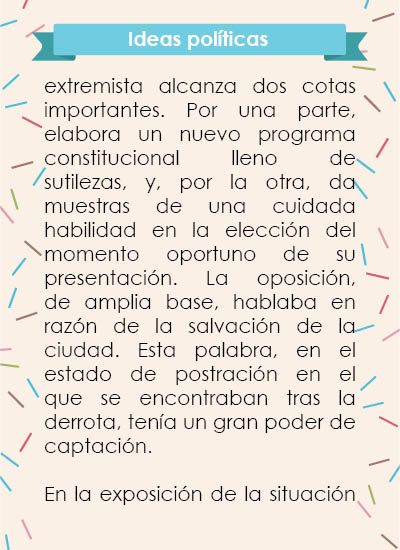 Ideas políticas
extremista alcanza dos cotas
importantes. Por una parte,
elabora un nuevo programa
constitucional lleno de
sutilezas, y, por la otra, da
muestras de una cuidada
habilidad en la elección del
momento oportuno de su
presentación. La oposición,
de amplia base, hablaba en
razón de la salvación de la
ciudad. Esta palabra, en el
estado de postración en el
que se encontraban tras la
derrota, tenía un gran poder de
captación.
En la exposición de la situación